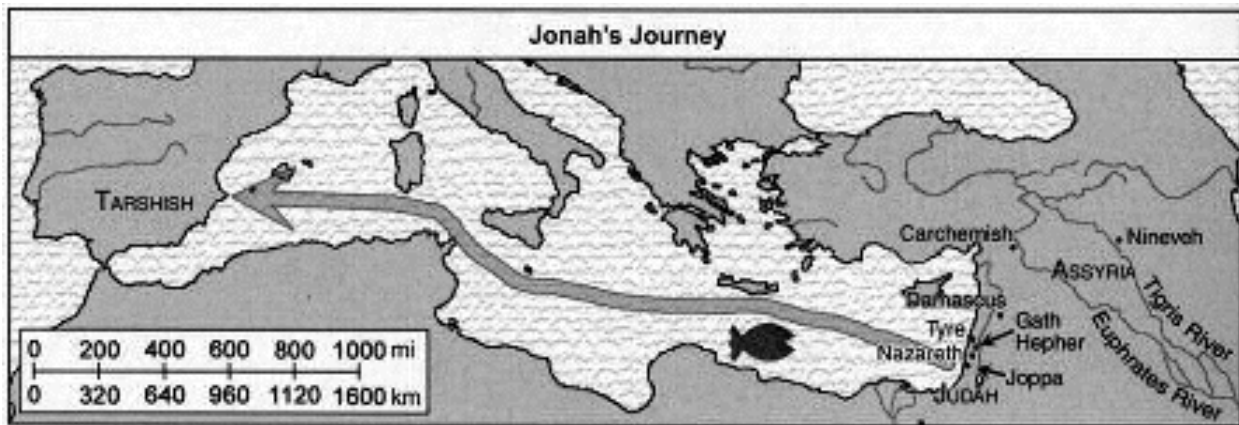 Jonah's Journey
TARSHISH
Carchemish
Nineveh
ASSYRIA
Damascus
Tigris River
Tyre
Gath
Hepher
Euphrates River
Nazareth
Joppa
JUDAH
0 200 400 600 800 1000 mi
0 320 640 960 1120 1600 km